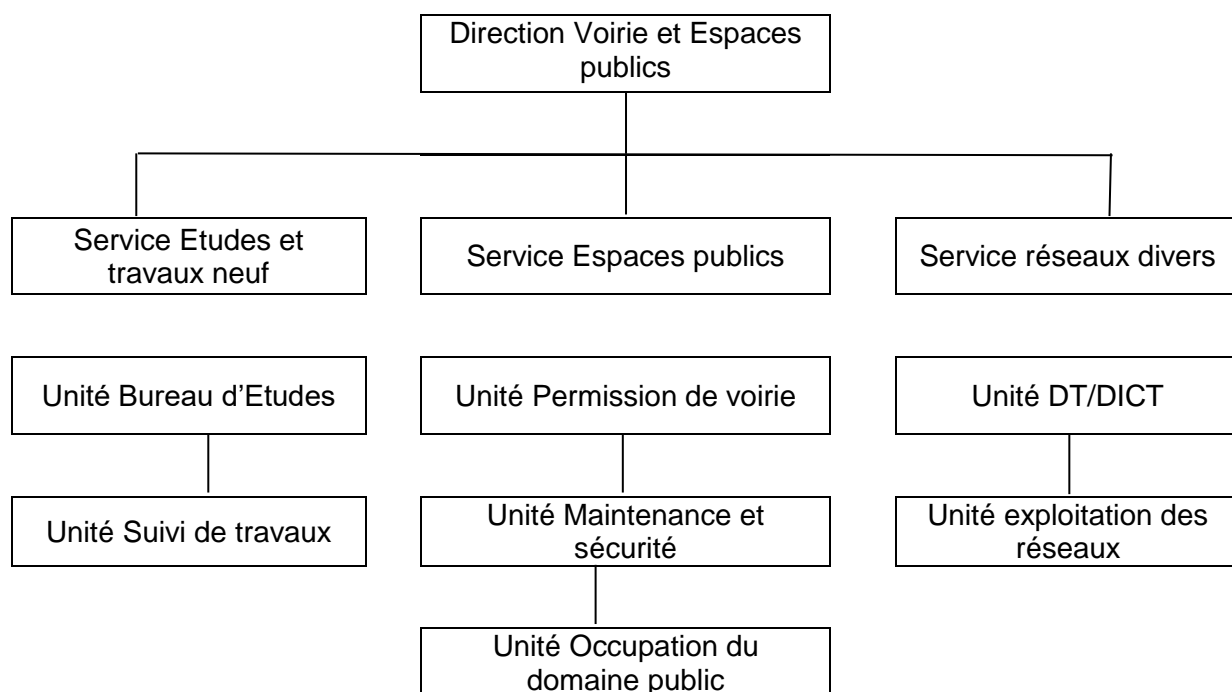 Direction Voirie et Espaces
publics
Service Etudes et
travaux neuf
Service Espaces publics
Service réseaux divers
Unité Bureau d’Etudes
Unité Permission de voirie
Unité DT/DICT
Unité Suivi de travaux
Unité Maintenance et
sécurité
Unité exploitation des
réseaux
Unité Occupation du
domaine public